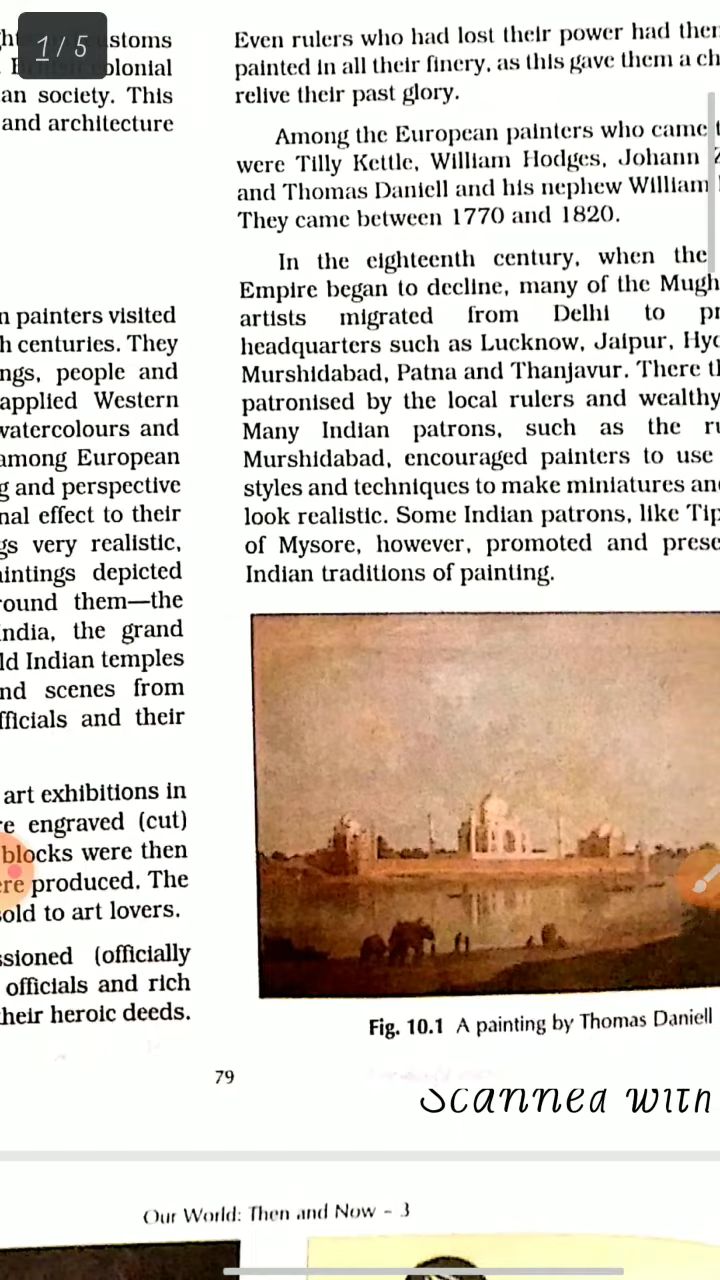 1 / 5
stoms
olonial
an society. This
and architecture
n painters visited
h centuries. They
ngs, people and
applied Western
watercolours and
among European
g and perspective
nal effect to their
gs very realistic,
aintings depicted
round them—the
India, the grand
ld Indian temples
nd scenes from
fficials and their
art exhibitions in
re engraved (cut)
blocks were then
ere produced. The
sold to art lovers.
ssioned (officially
officials and rich
their heroic deeds.
Even rulers who had lost their power had ther
painted in all their finery, as this gave them a ch
relive their past glory.
Among the European painters who came t
were Tilly Kettle, William Hodges, Johann Z
and Thomas Daniell and his nephew William
They came between 1770 and 1820.
In the eighteenth century, when the
Empire began to decline, many of the Mugh
artists migrated from Delhi to pr
headquarters such as Lucknow, Jaipur, Hyd
Murshidabad, Patna and Thanjavur. There th
patronised by the local rulers and wealthy
Many Indian patrons, such as the ru
Murshidabad, encouraged painters to use
styles and techniques to make miniatures and
look realistic. Some Indian patrons, like Tip
of Mysore, however, promoted and prese
Indian traditions of painting.
Fig. 10.1 A painting by Thomas Daniell
79
Scanned with
Our World: Then and Now – 3